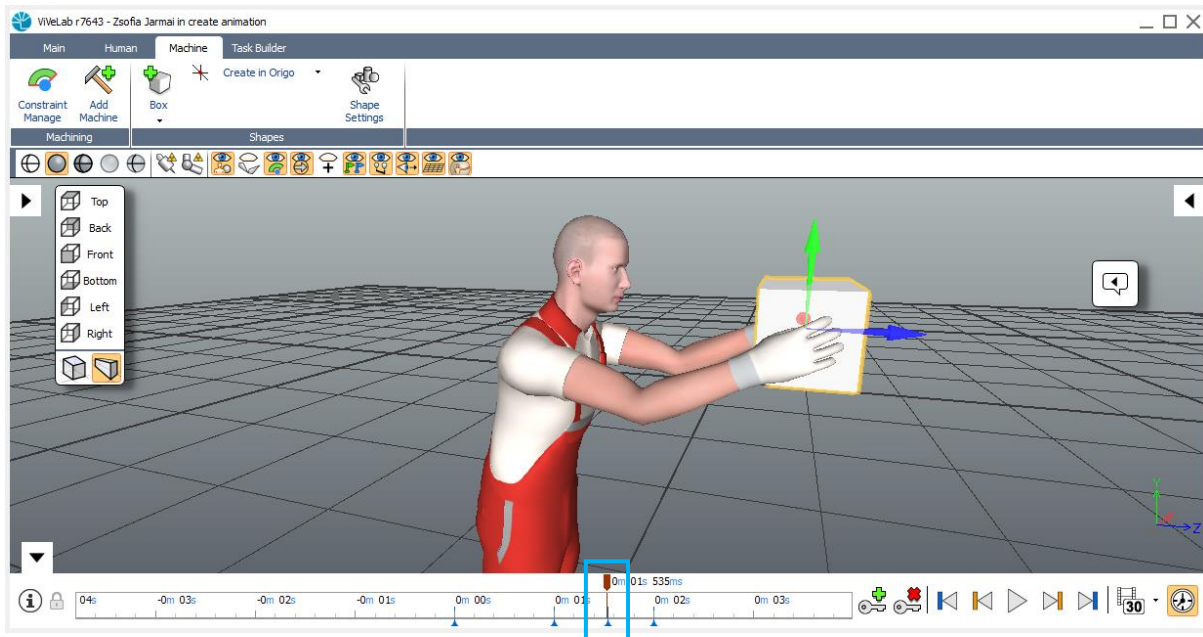 ViVeLab r7643 - Zsofia Jarmai in create animation
Main Human Machine Task Builder
Constraint Manage
Add Machine
Box
Create in Origo
Shape Settings
Machining Shapes
Top
Back
Front
Bottom
Left
Right
Y
X
Z
0m 01s 535ms
04s -0m 03s -0m 02s -0m 01s 0m 00s 0m 01s 0m 02s 0m 03s
30